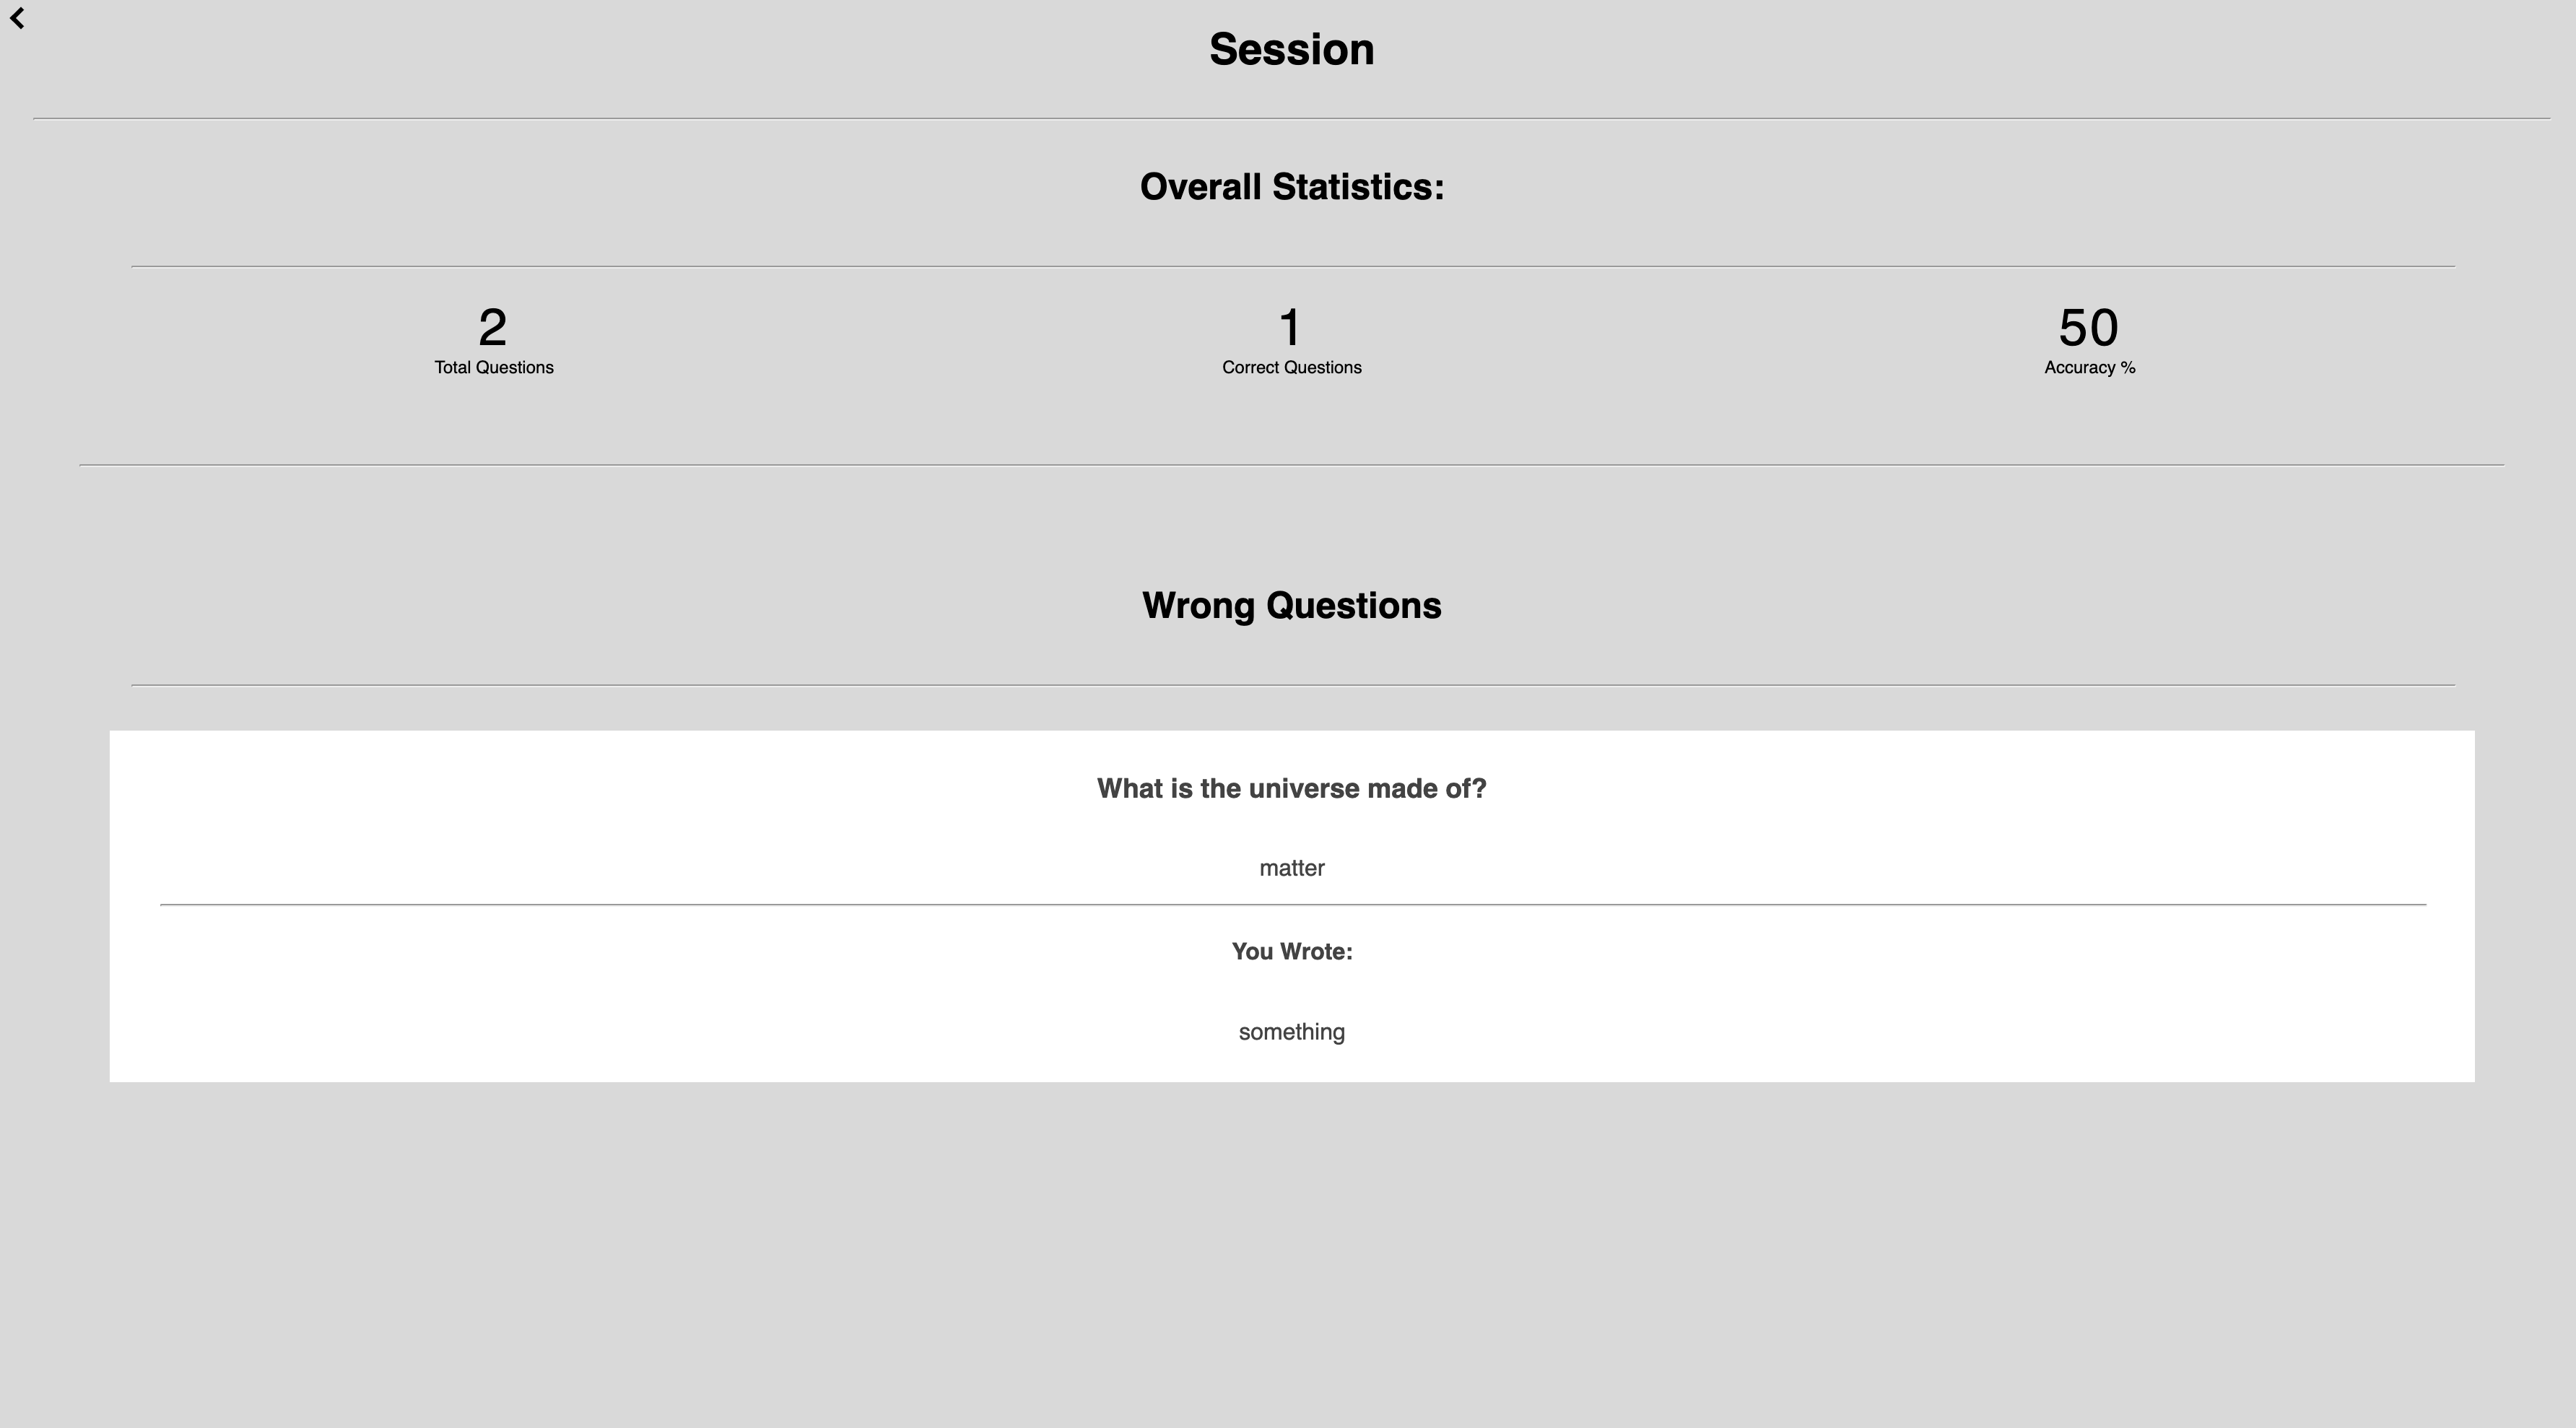 Session
Overall Statistics:
2
Total Questions
1
Correct Questions
50
Accuracy %
Wrong Questions
What is the universe made of?
matter
You Wrote:
something